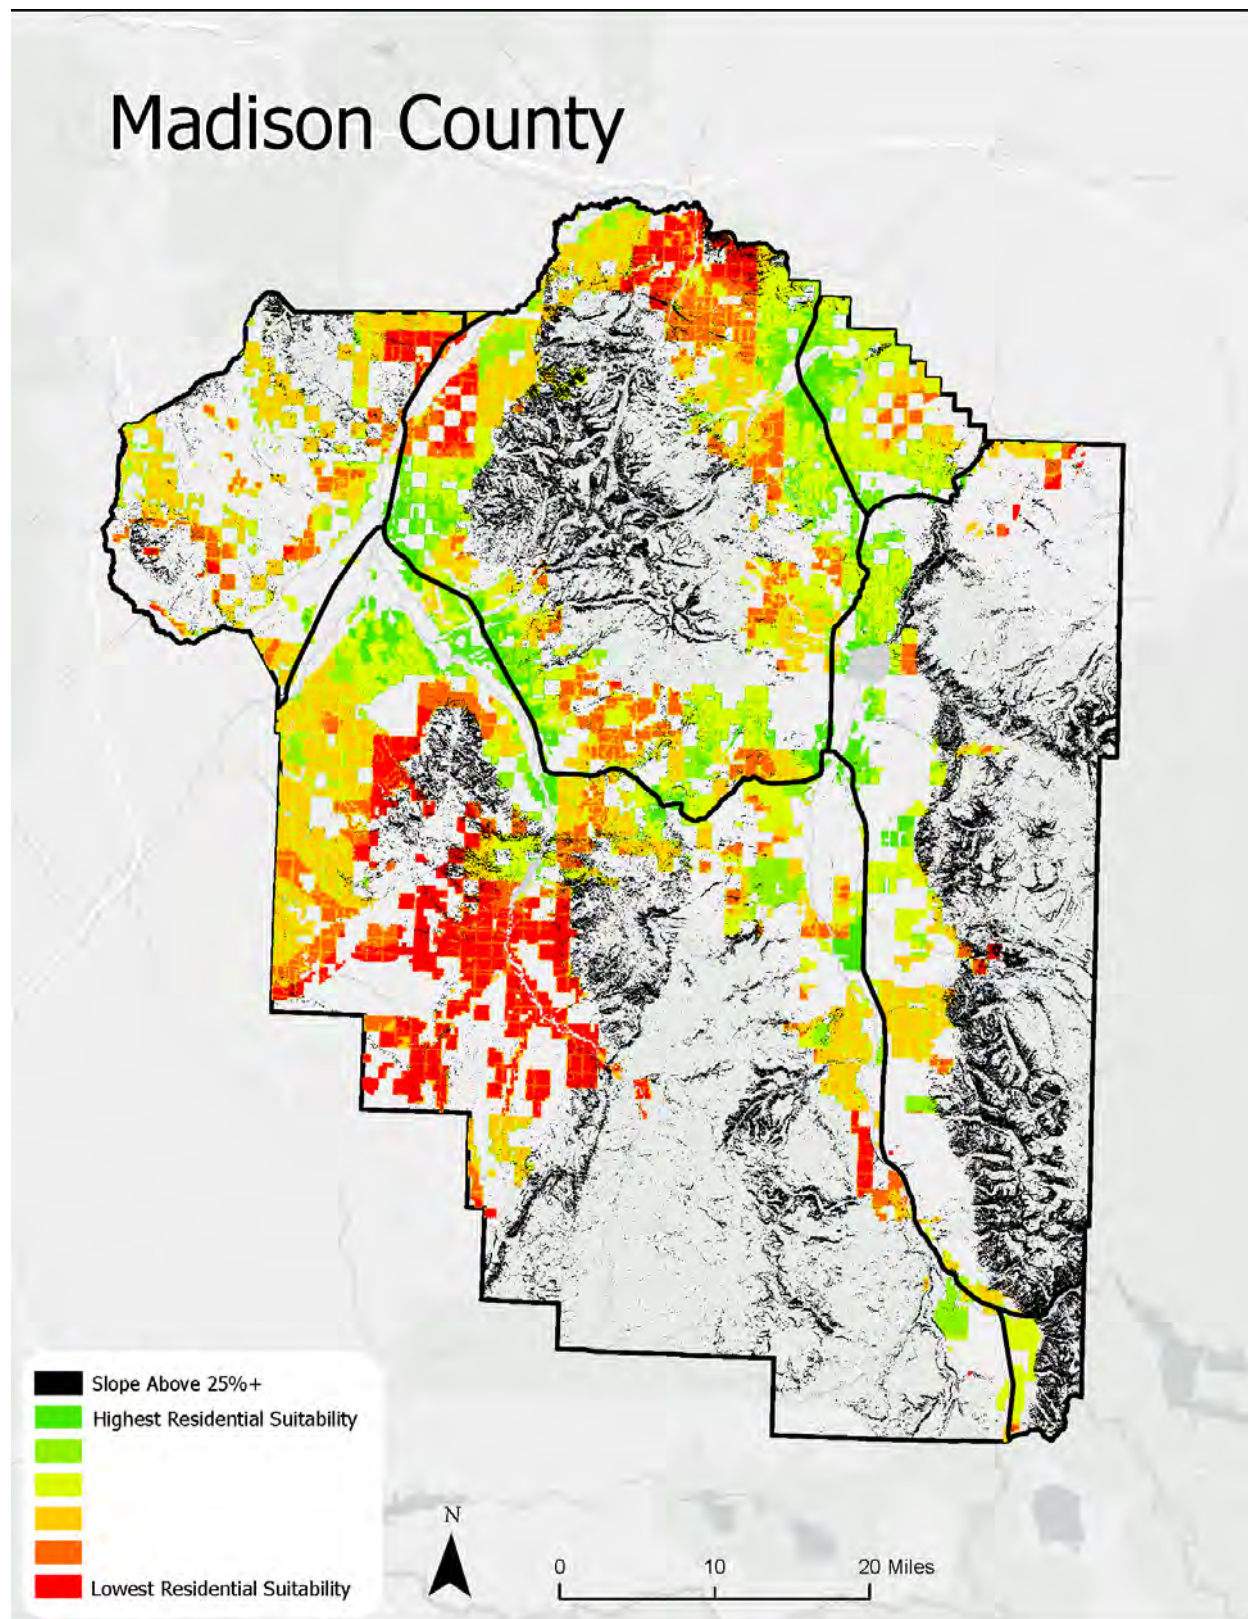 Madison County
Slope Above 25%+
Highest Residential Suitability
Lowest Residential Suitability
N
0 10 20 Miles